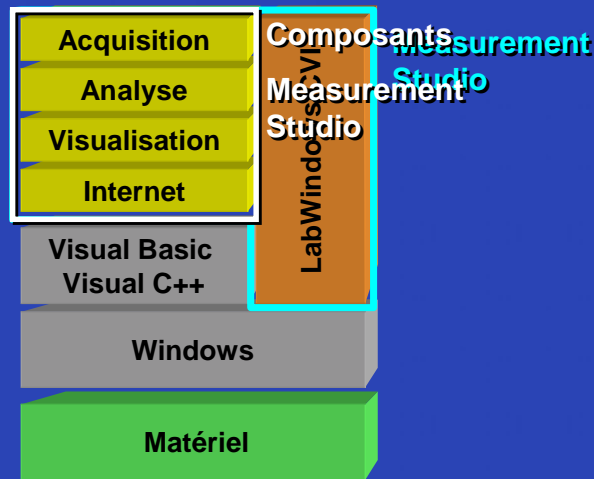 Acquisition
Analyse
Visualisation
Internet
Composants
Measurement
Studio
Measurement
Studio
LabWindows/CVI
Visual Basic
Visual C++
Windows
Matériel